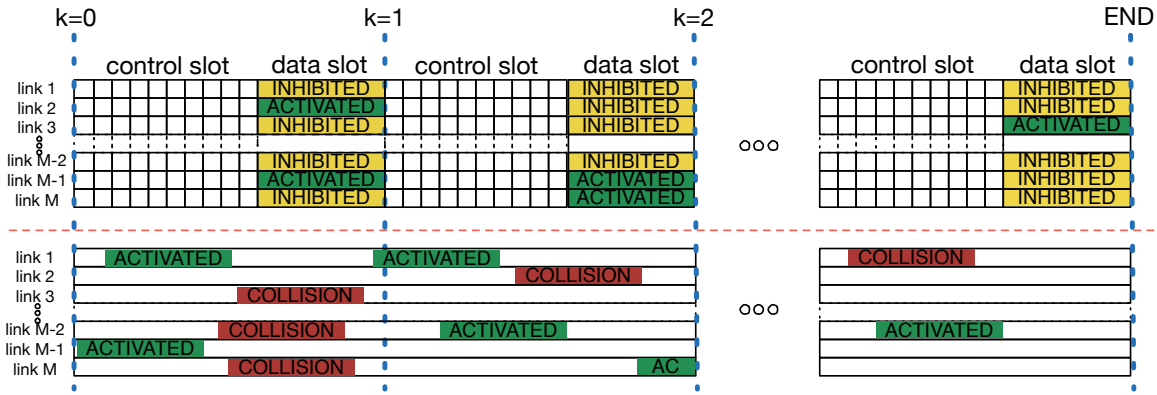 k=0 k=1 k=2 END
control slot data slot control slot data slot control slot data slot
link 1 INHIBITED INHIBITED INHIBITED
link 2 ACTIVATED INHIBITED INHIBITED
link 3 INHIBITED INHIBITED ACTIVATED
link M-2 INHIBITED INHIBITED INHIBITED
link M-1 ACTIVATED ACTIVATED INHIBITED
link M INHIBITED ACTIVATED INHIBITED
link 1 ACTIVATED ACTIVATED COLLISION
link 2 COLLISION
link 3 COLLISION
link M-2 COLLISION ACTIVATED ACTIVATED
link M-1 ACTIVATED
link M COLLISION AC